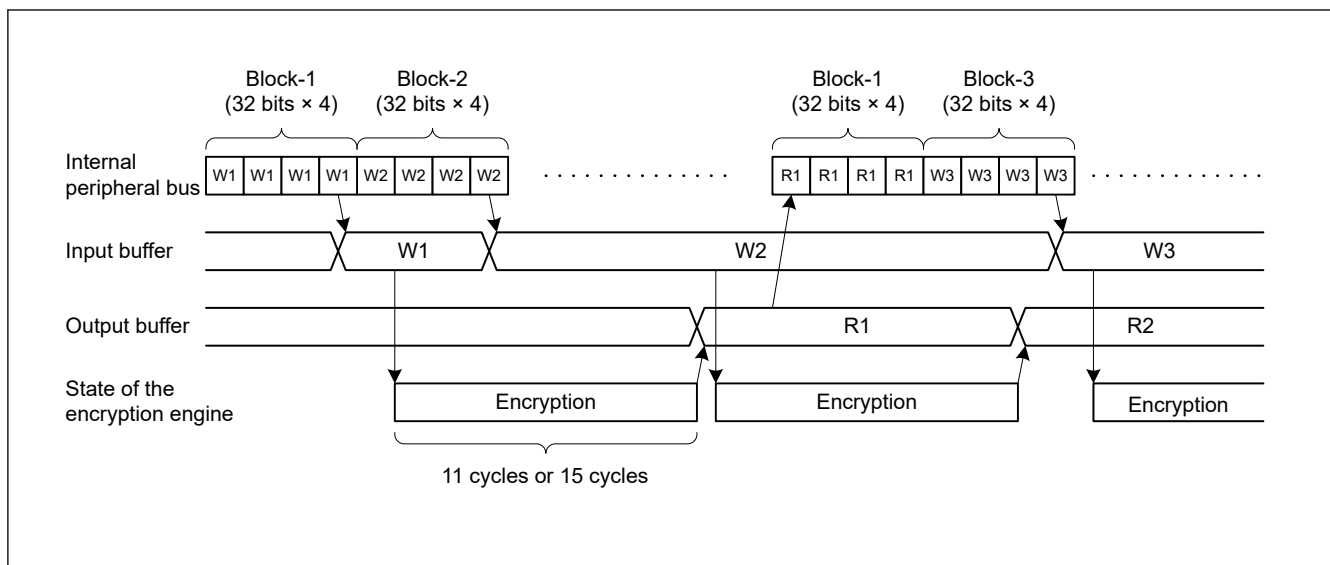 Block-1
(32 bits × 4)
Block-2
(32 bits × 4)
Block-1
(32 bits × 4)
Block-3
(32 bits × 4)
Internal
peripheral bus
W1 W1 W1 W1 W2 W2 W2 W2 R1 R1 R1 R1 W3 W3 W3 W3
Input buffer
W1 W2 W3
Output buffer
R1 R2
State of the
encryption engine
Encryption Encryption Encryption
11 cycles or 15 cycles